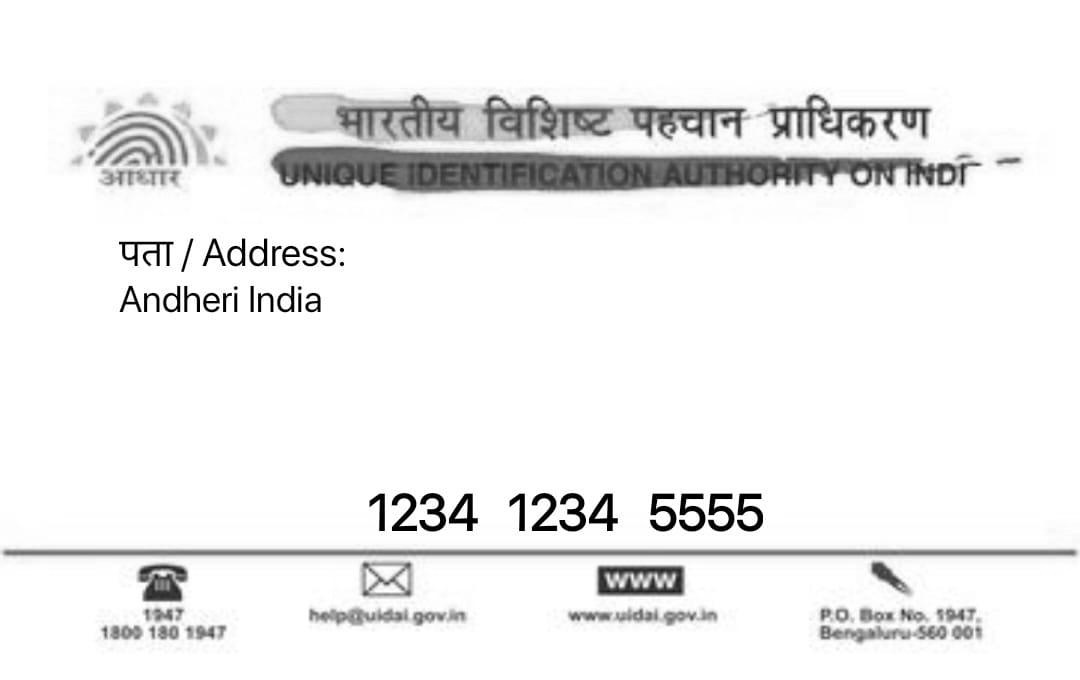 आधार
भारतीय विशिष्ट पहचान प्राधिकरण
UNIQUE IDENTIFICATION AUTHORITY ON INDI
पता / Address:
Andheri India
1234 1234 5555
1947
1800 180 1947
help@uidai.gov.in
WWW
www.uidai.gov.in
P.O. Box No. 1947,
Bengaluru-560 001